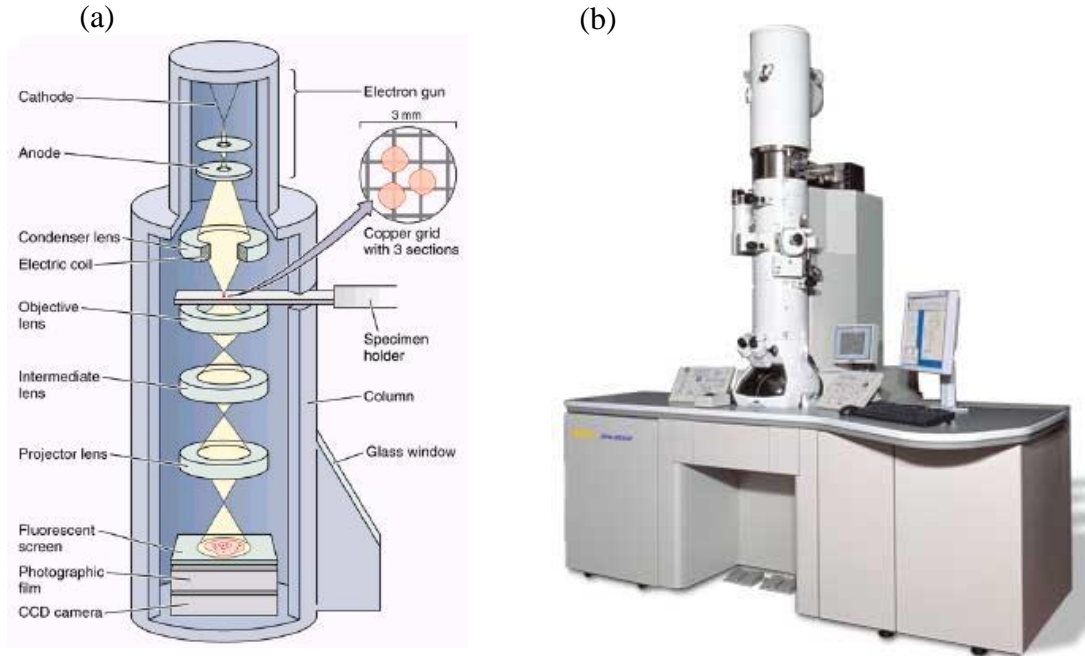 (a)
(b)
Cathode
Electron gun
3 mm
Anode
Copper grid
with 3 sections
Condenser lens
Electric coil
Objective
lens
Specimen
holder
Intermediate
lens
Column
Projector lens
Glass window
Fluorescent
screen
Photographic
film
CCD camera